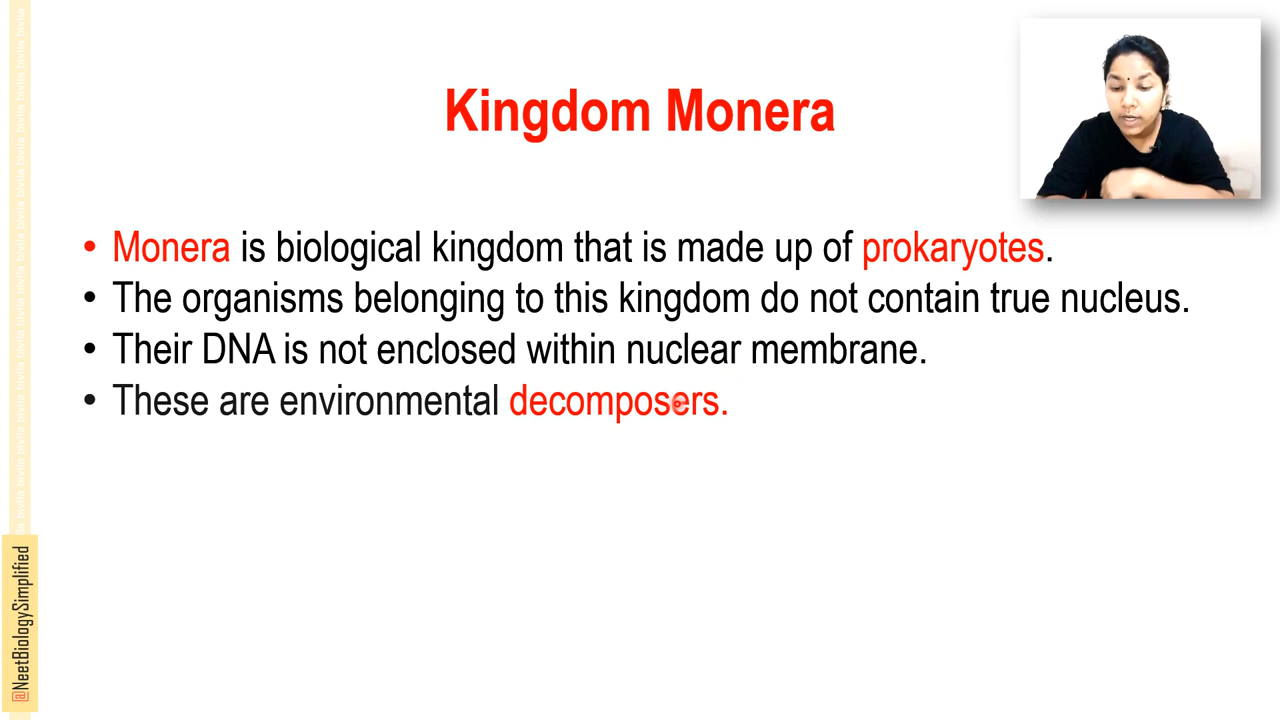 Kingdom Monera
• Monera is biological kingdom that is made up of prokaryotes.
• The organisms belonging to this kingdom do not contain true nucleus.
• Their DNA is not enclosed within nuclear membrane.
• These are environmental decomposers.
@NeetBiologySimplified